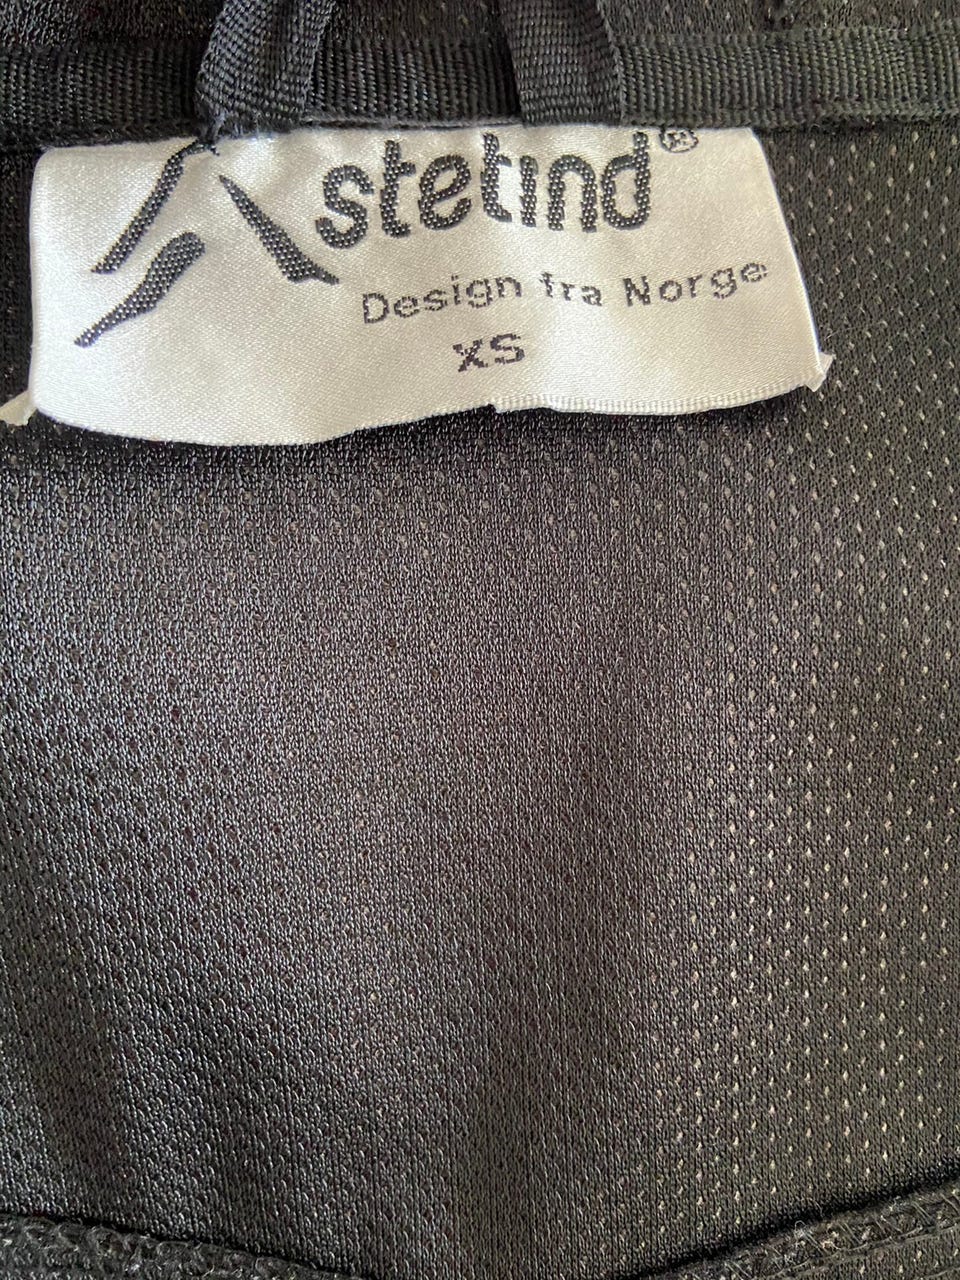 stetind®
Design fra Norge
XS